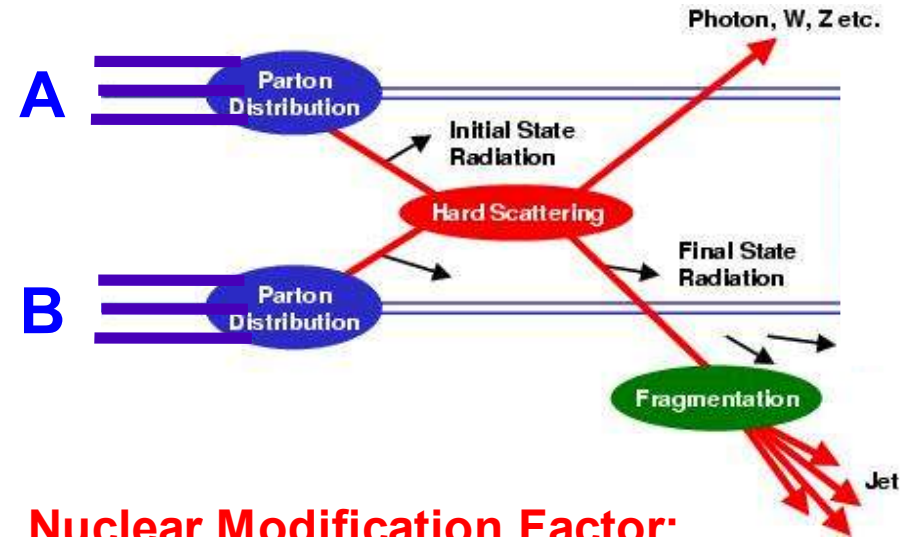 Photon, W, Z etc.
A
Parton
Distribution
Initial State
Radiation
Hard Scattering
Final State
Radiation
B
Parton
Distribution
Fragmentation
Jet
Nuclear Modification Factor: